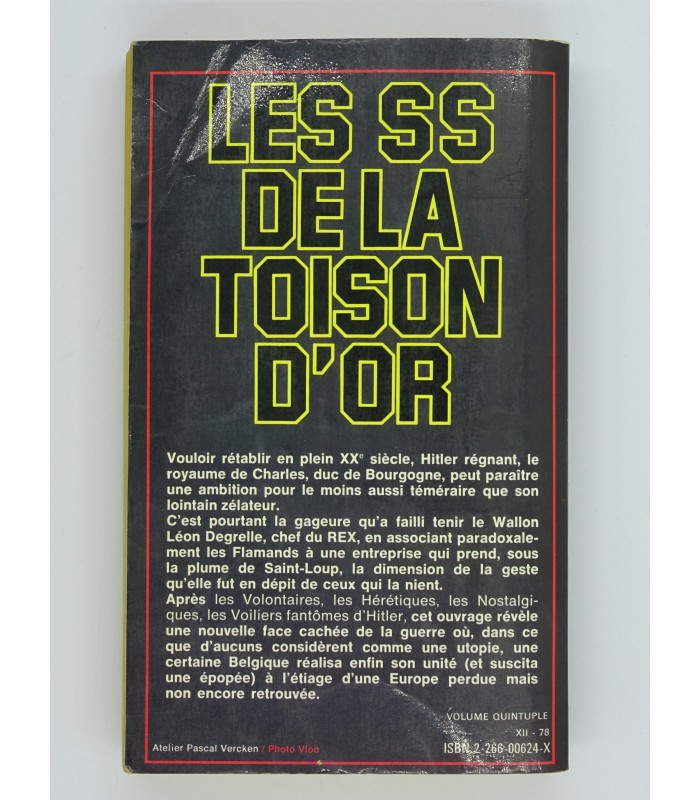 LES SS
DE LA
TOISON
D'OR
Vouloir rétablir en plein XXe siècle, Hitler régnant, le
royaume de Charles, duc de Bourgogne, peut paraître
une ambition pour le moins aussi téméraire que son
lointain zélateur.
C'est pourtant la gageure qu'a failli tenir le Wallon
Léon Degrelle, chef du REX, en associant paradoxale-
ment les Flamands à une entreprise qui prend, sous
la plume de Saint-Loup, la dimension de la geste
qu'elle fut en dépit de ceux qui la nient.
Après les Volontaires, les Hérétiques, les Nostalgi-
ques, les Voiliers fantômes d'Hitler, cet ouvrage révèle
une nouvelle face cachée de la guerre où, dans ce
que d'aucuns considèrent comme une utopie, une
certaine Belgique réalisa enfin son unité (et suscita
une épopée) à l'étiage d'une Europe perdue mais
non encore retrouvée.
VOLUME QUINTUPLE
XII - 78
Atelier Pascal Vercken / Photo Vloo
ISBN 2-266-00624-X